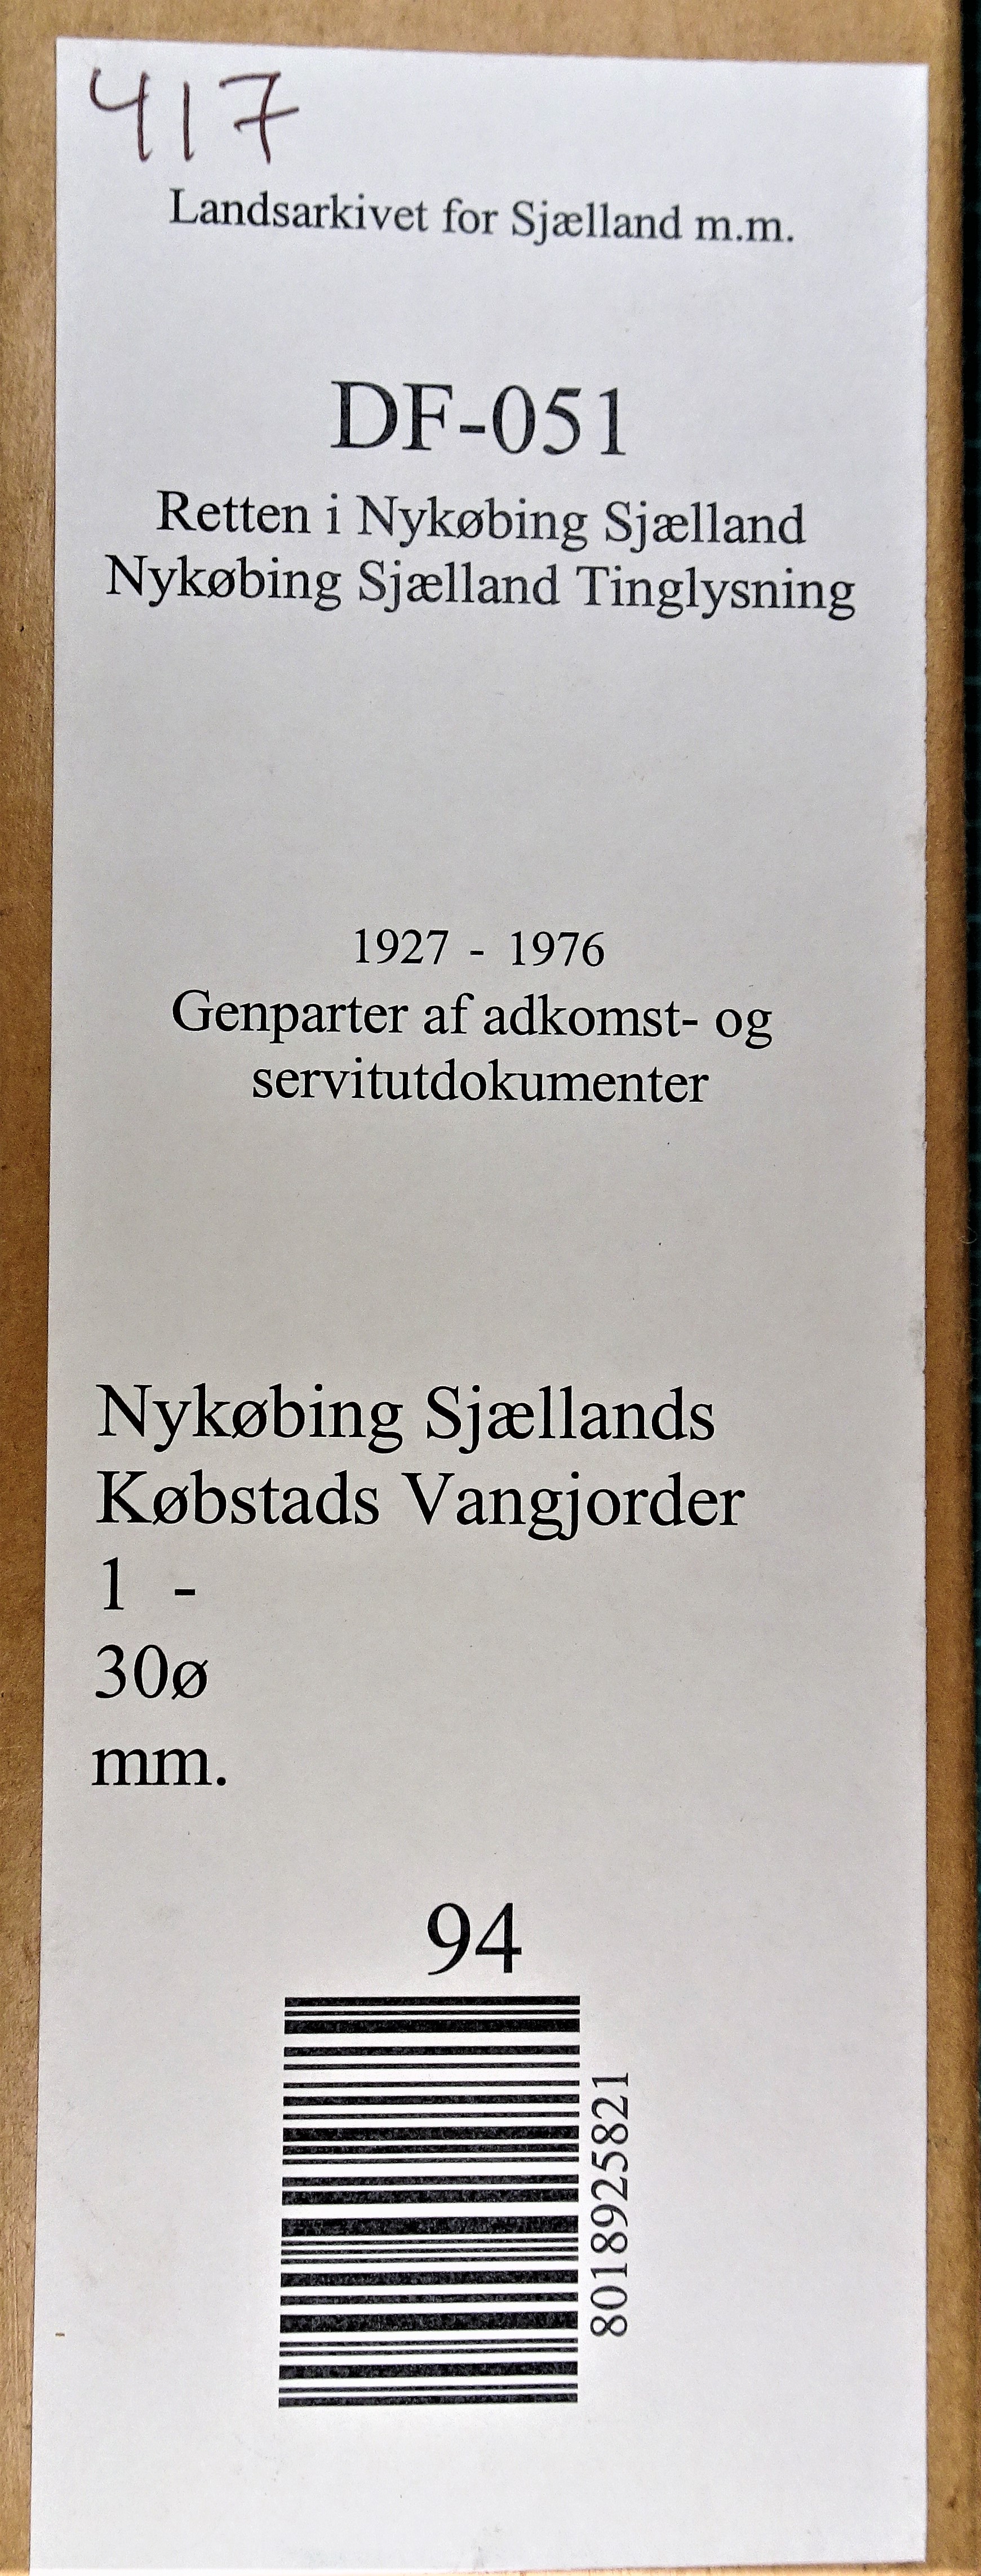 417
Landsarkivet for Sjælland m.m.
DF-051
Retten i Nykøbing Sjælland
Nykøbing Sjælland Tinglysning
1927 - 1976
Genparter af adkomst- og
servitutdokumenter
Nykøbing Sjællands
Købstads Vangjorder
1 -
30ø
mm.
94
8018925821